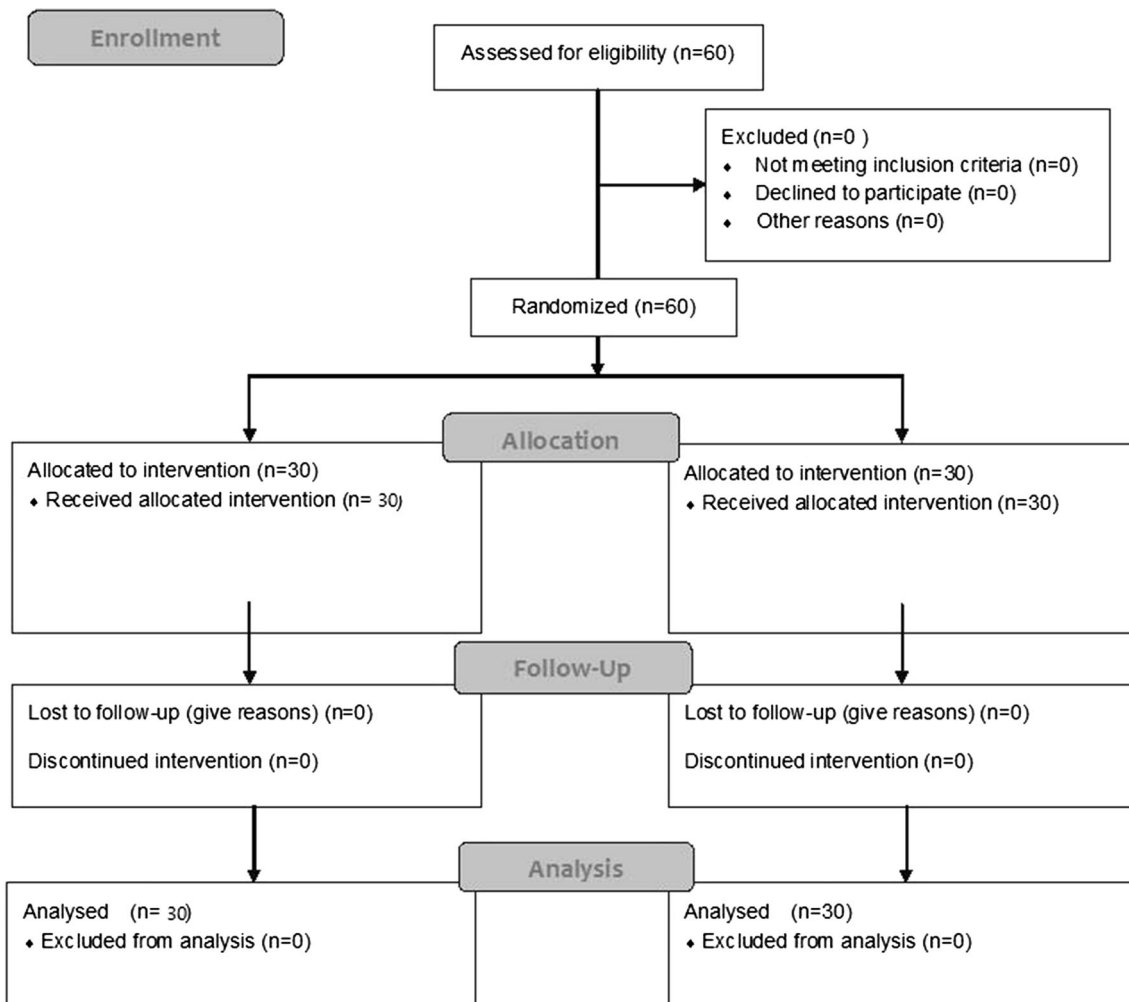 Enrollment
Assessed for eligibility (n=60)
Excluded (n=0 )
⬧ Not meeting inclusion criteria (n=0)
⬧ Declined to participate (n=0)
⬧ Other reasons (n=0)
Randomized (n=60)
Allocation
Allocated to intervention (n=30)
⬧ Received allocated intervention (n= 30)
Allocated to intervention (n=30)
⬧ Received allocated intervention (n=30)
Follow-Up
Lost to follow-up (give reasons) (n=0)
Discontinued intervention (n=0)
Lost to follow-up (give reasons) (n=0)
Discontinued intervention (n=0)
Analysis
Analysed (n= 30)
⬧ Excluded from analysis (n=0)
Analysed (n=30)
⬧ Excluded from analysis (n=0)